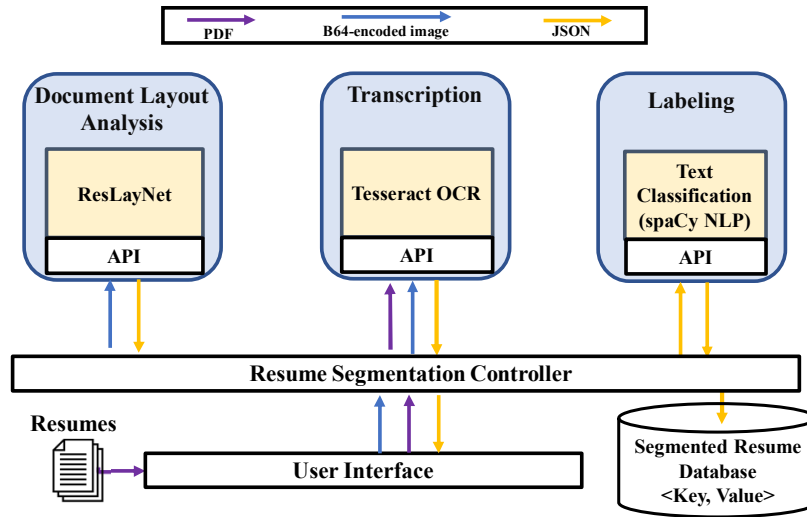 PDF
B64-encoded image
JSON
Document Layout
Analysis
ResLayNet
API
Transcription
Tesseract OCR
API
Labeling
Text
Classification
(spaCy NLP)
API
Resume Segmentation Controller
Resumes
User Interface
Segmented Resume
Database
<Key, Value>